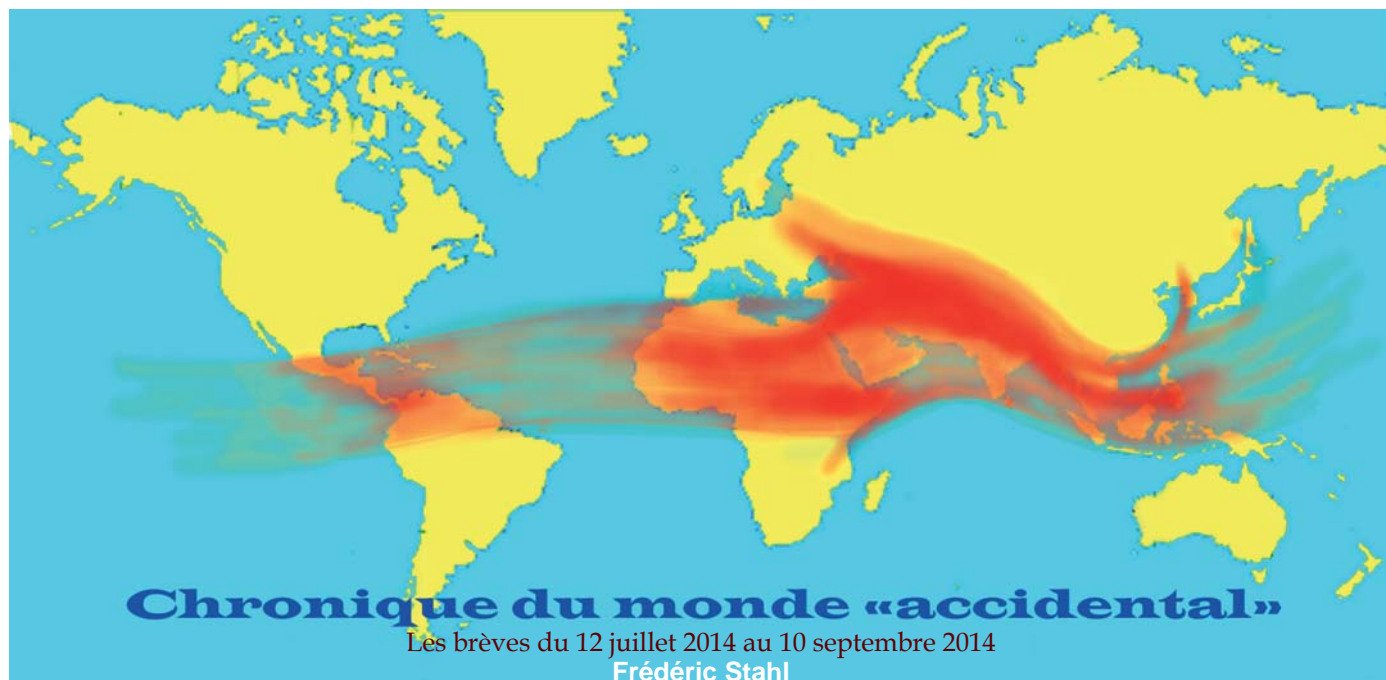 Chronique du monde «accidental»
Les brèves du 12 juillet 2014 au 10 septembre 2014
Frédéric Stahl